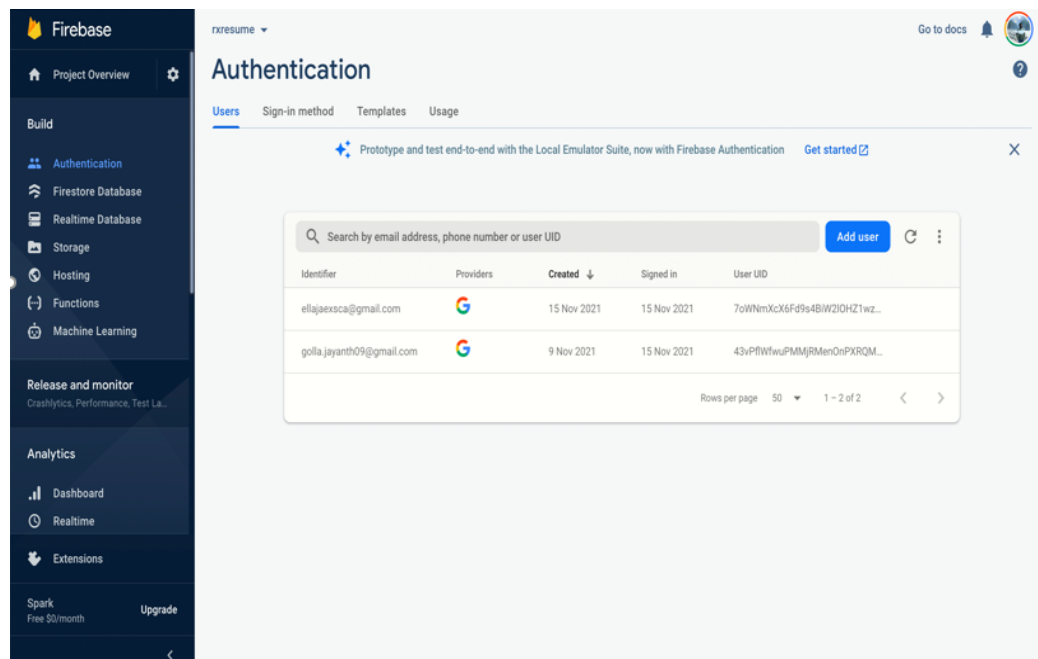 Firebase
Project Overview
Build
Authentication
Firestore Database
Realtime Database
Storage
Hosting
Functions
Machine Learning
Release and monitor
Crashlytics, Performance, Test La...
Analytics
Dashboard
Realtime
Extensions
Spark
Free $0/month
Upgrade
rxresume
Go to docs
Authentication
Users Sign-in method Templates Usage
Prototype and test end-to-end with the Local Emulator Suite, now with Firebase Authentication Get started
Search by email address, phone number or user UID Add user
Identifier Providers Created Signed in User UID
ellajaexsca@gmail.com 15 Nov 2021 15 Nov 2021 7oWNmXcX6Fd9s4BiW2lOHZ1wz...
golla.jayanth09@gmail.com 9 Nov 2021 15 Nov 2021 43vPflWfwuPMMjRMenOnPXRQM...
Rows per page 50 1 – 2 of 2